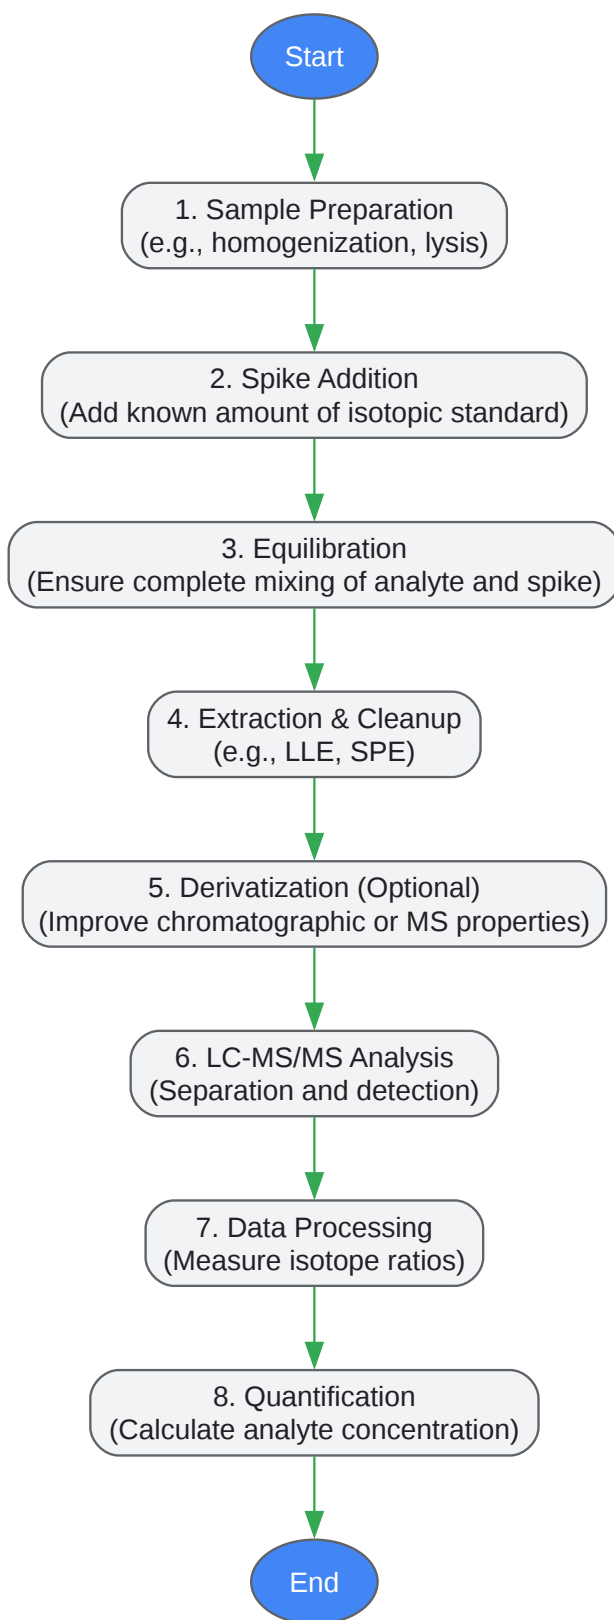 Start
1. Sample Preparation
(e.g., homogenization, lysis)
2. Spike Addition
(Add known amount of isotopic standard)
3. Equilibration
(Ensure complete mixing of analyte and spike)
4. Extraction & Cleanup
(e.g., LLE, SPE)
5. Derivatization (Optional)
(Improve chromatographic or MS properties)
6. LC-MS/MS Analysis
(Separation and detection)
7. Data Processing
(Measure isotope ratios)
8. Quantification
(Calculate analyte concentration)
End